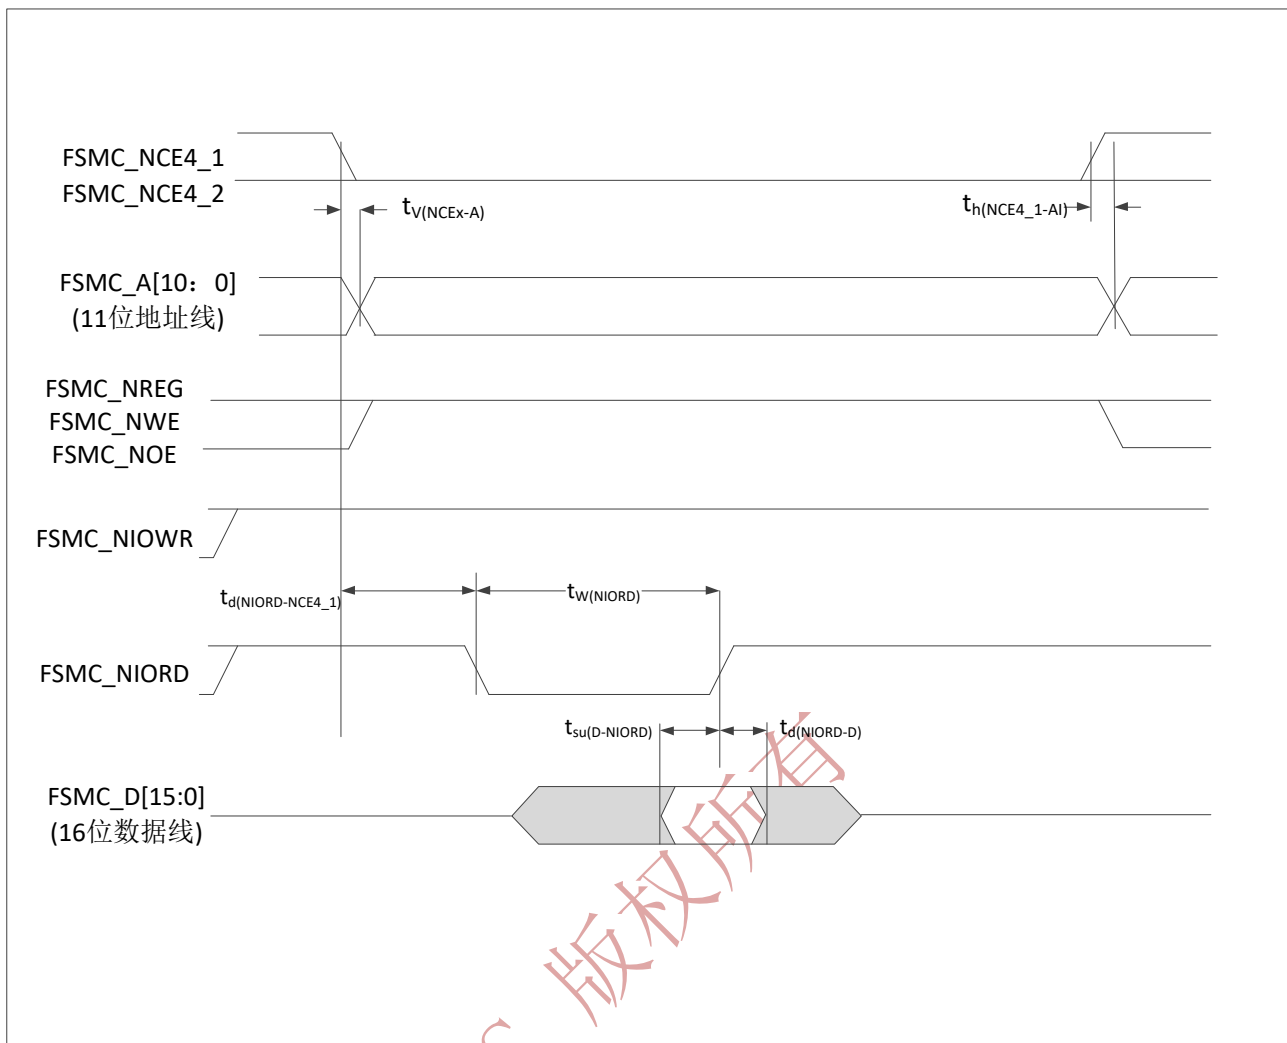 FSMC_NCE4_1
FSMC_NCE4_2
tV(NCEx-A)
th(NCE4_1-AI)
FSMC_A[10：0]
(11位地址线)
FSMC_NREG
FSMC_NWE
FSMC_NOE
FSMC_NIOWR
td(NIORD-NCE4_1)
tW(NIORD)
FSMC_NIORD
tsu(D-NIORD)
td(NIORD-D)
FSMC_D[15:0]
(16位数据线)
版权所有